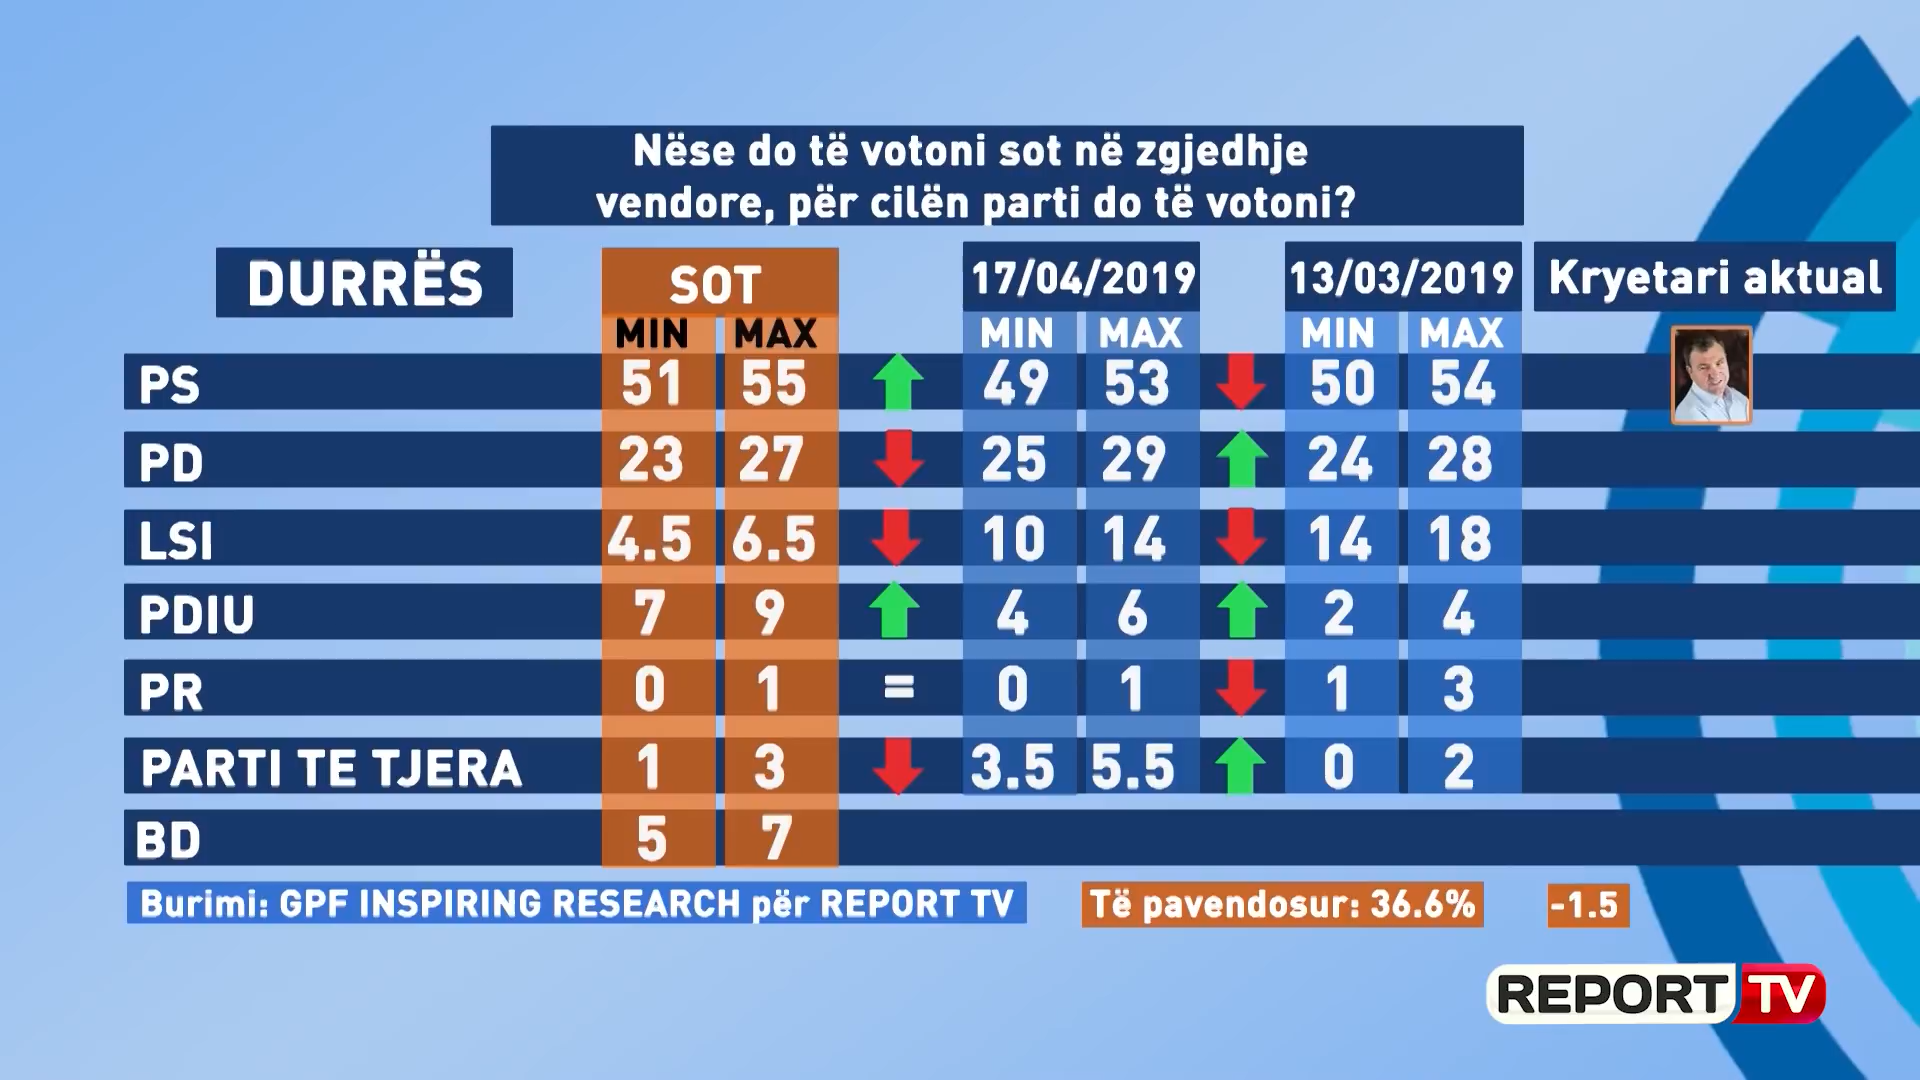 Nëse do të votoni sot në zgjedhje
vendore, për cilën parti do të votoni?
DURRËS SOT 17/04/2019 13/03/2019 Kryetari aktual
MIN MAX MIN MAX MIN MAX
PS 51 55 49 53 50 54
PD 23 27 25 29 24 28
LSI 4.5 6.5 10 14 14 18
PDIU 7 9 4 6 2 4
PR 0 1 = 0 1 1 3
PARTI TE TJERA 1 3 3.5 5.5 0 2
BD 5 7
Burimi: GPF INSPIRING RESEARCH për REPORT TV Të pavendosur: 36.6% -1.5
REPORT TV